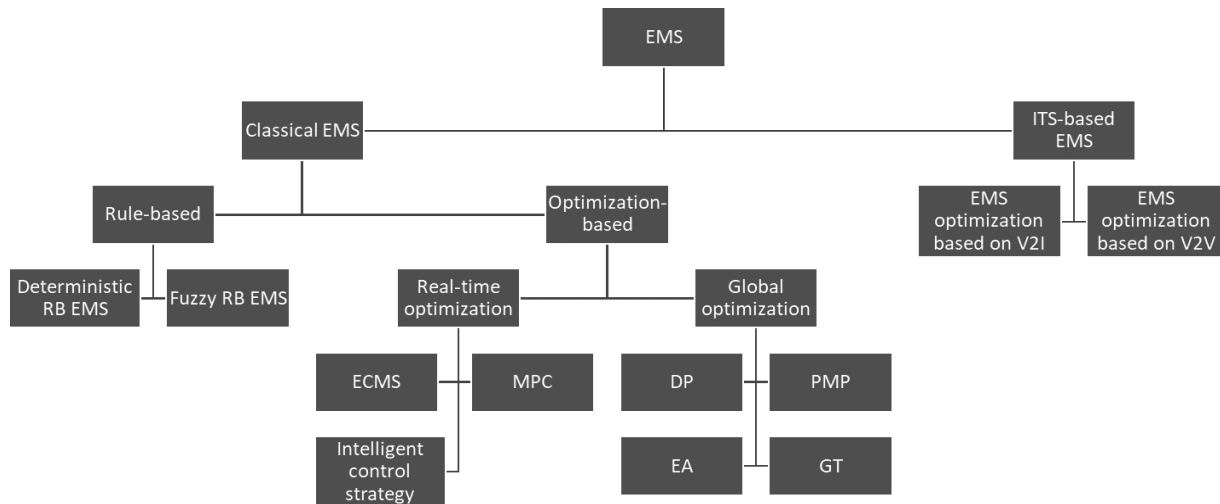 EMS
Classical EMS
ITS-based
EMS
Rule-based
Optimization-
based
EMS
optimization
based on V2I
EMS
optimization
based on V2V
Deterministic
RB EMS
Fuzzy RB EMS
Real-time
optimization
Global
optimization
ECMS
MPC
DP
PMP
Intelligent
control
strategy
EA
GT